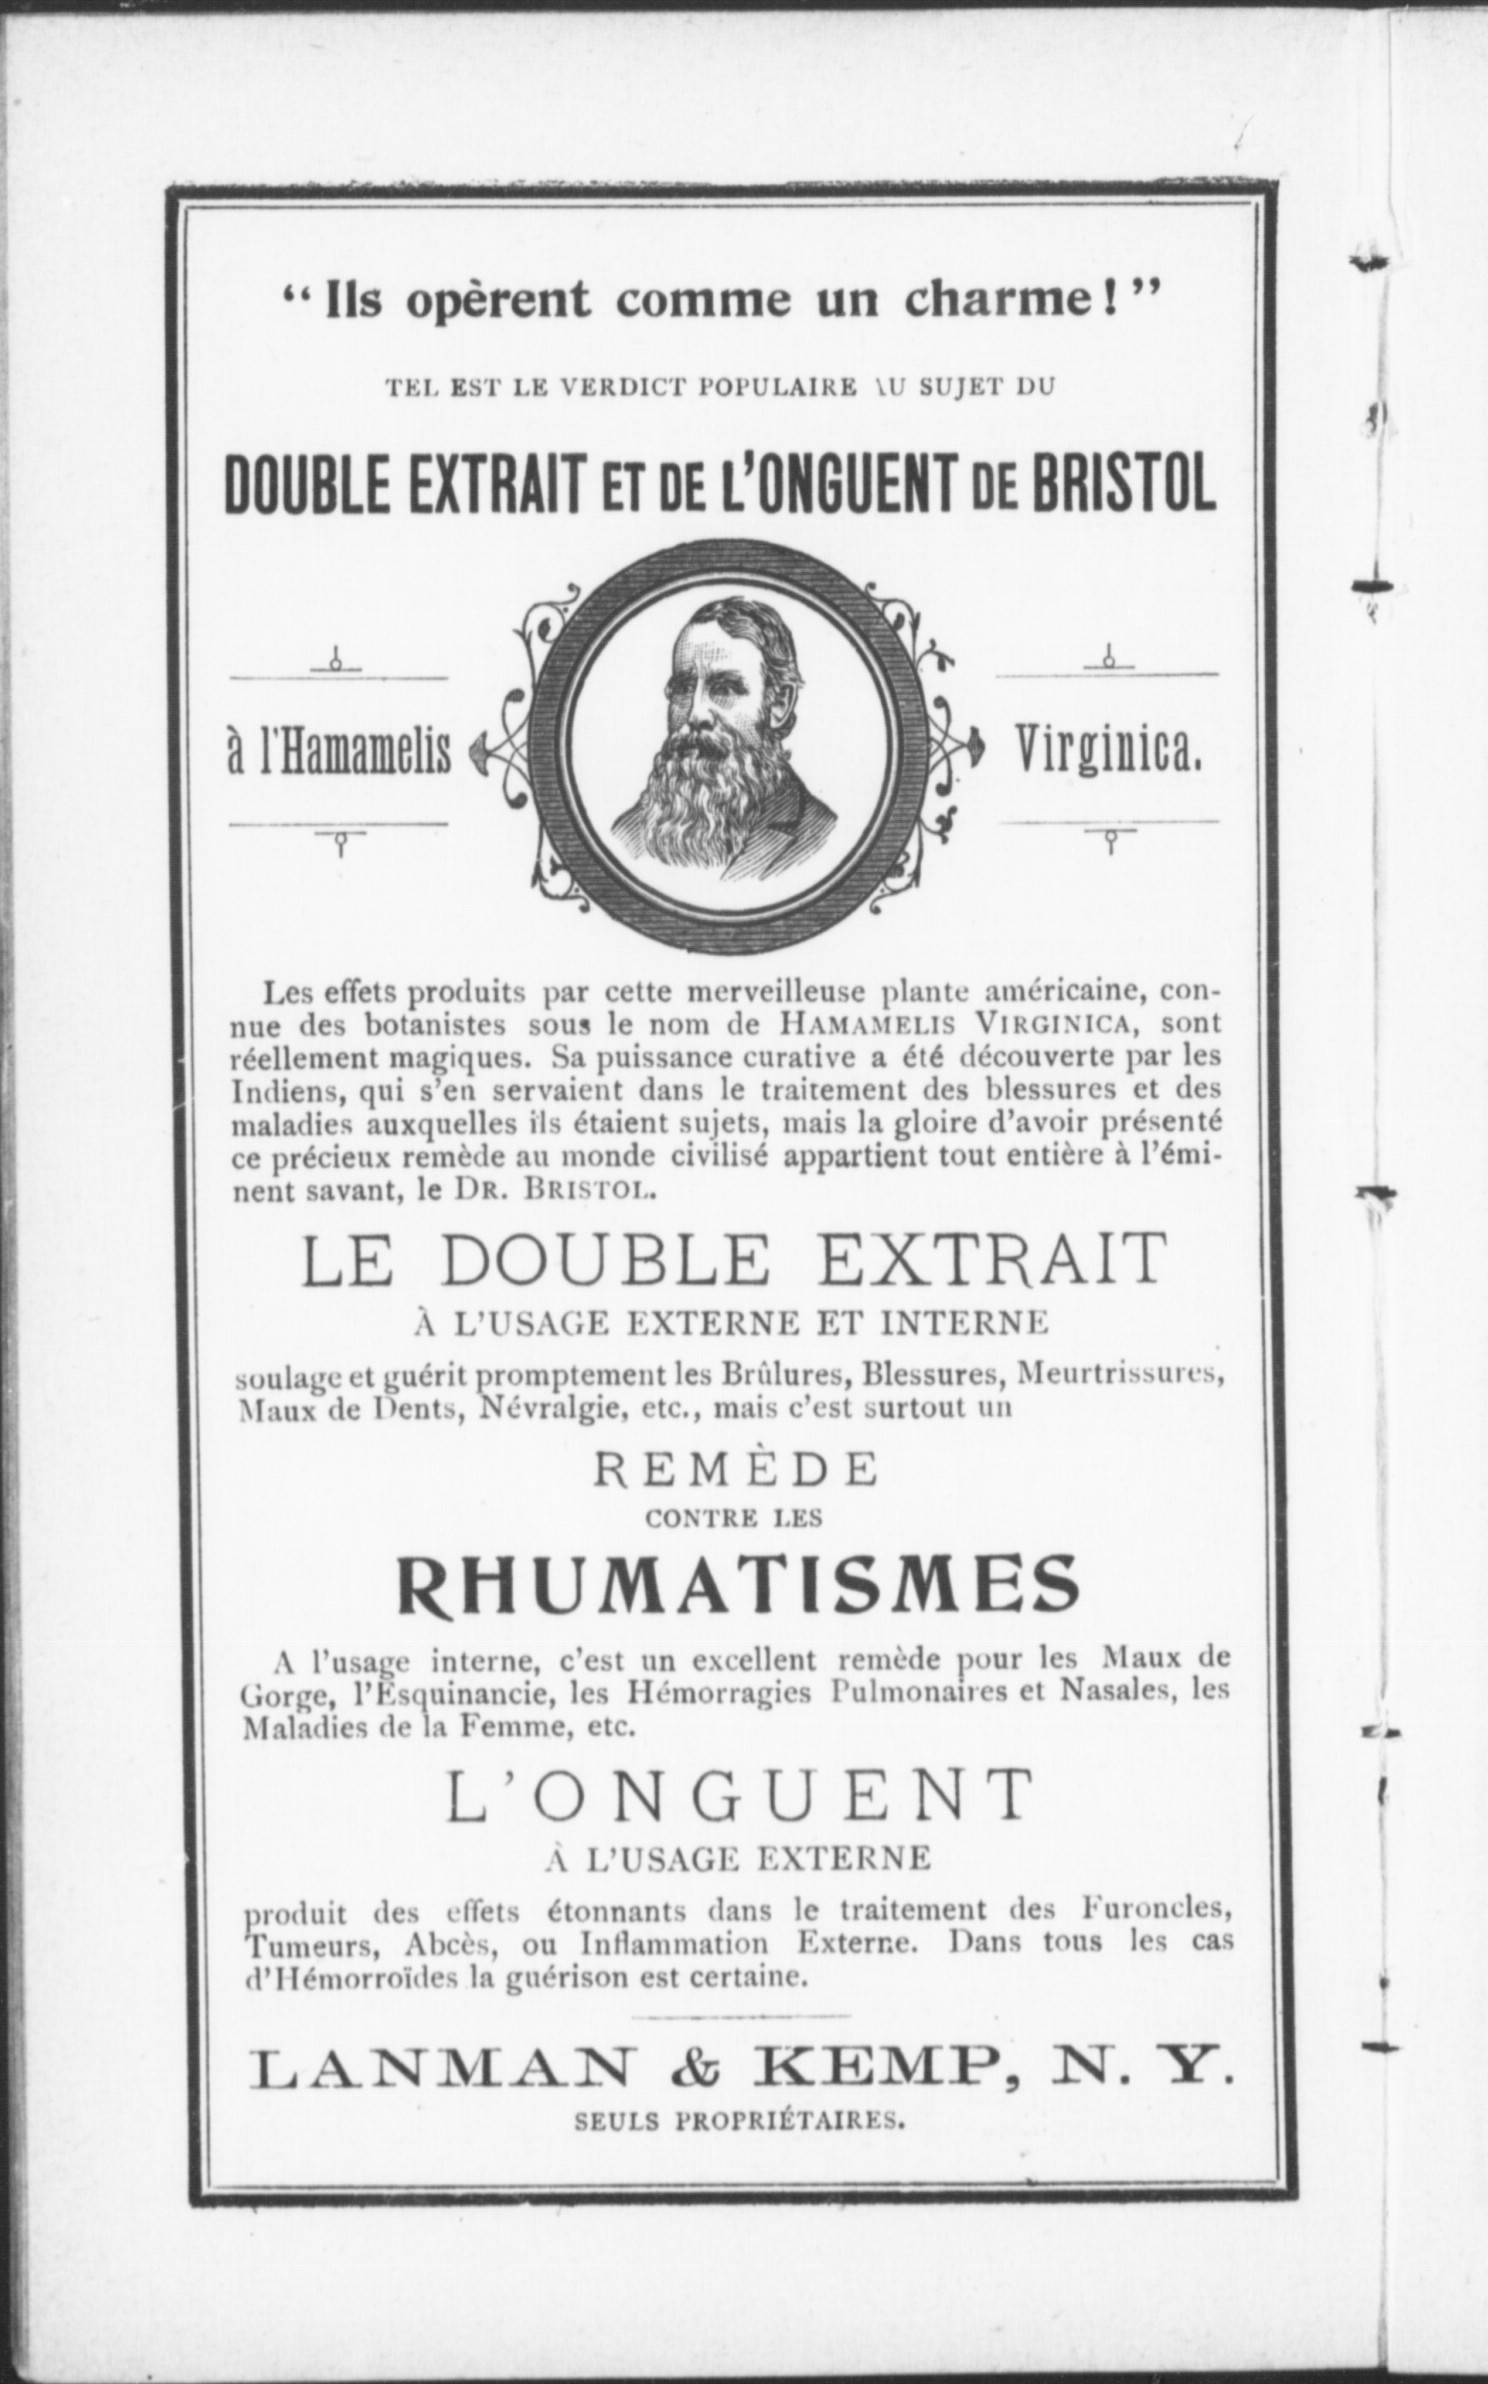 “ Ils opèrent comme un charme ! ”
TEL EST LE VERDICT POPULAIRE AU SUJET DU
DOUBLE EXTRAIT ET DE L’ONGUENT DE BRISTOL
à l’Hamamelis Virginica.
Les effets produits par cette merveilleuse plante américaine, con-
nue des botanistes sous le nom de HAMAMELIS VIRGINICA, sont
réellement magiques. Sa puissance curative a été découverte par les
Indiens, qui s’en servaient dans le traitement des blessures et des
maladies auxquelles ils étaient sujets, mais la gloire d’avoir présenté
ce précieux remède au monde civilisé appartient tout entière à l’émi-
nent savant, le DR. BRISTOL.
LE DOUBLE EXTRAIT
À L’USAGE EXTERNE ET INTERNE
soulage et guérit promptement les Brûlures, Blessures, Meurtrissures,
Maux de Dents, Névralgie, etc., mais c’est surtout un
REMÈDE
CONTRE LES
RHUMATISMES
A l’usage interne, c’est un excellent remède pour les Maux de
Gorge, l’Esquinancie, les Hémorragies Pulmonaires et Nasales, les
Maladies de la Femme, etc.
L’ONGUENT
À L’USAGE EXTERNE
produit des effets étonnants dans le traitement des Furoncles,
Tumeurs, Abcès, ou Inflammation Externe. Dans tous les cas
d’Hémorroïdes la guérison est certaine.
LANMAN & KEMP, N. Y.
SEULS PROPRIÉTAIRES.